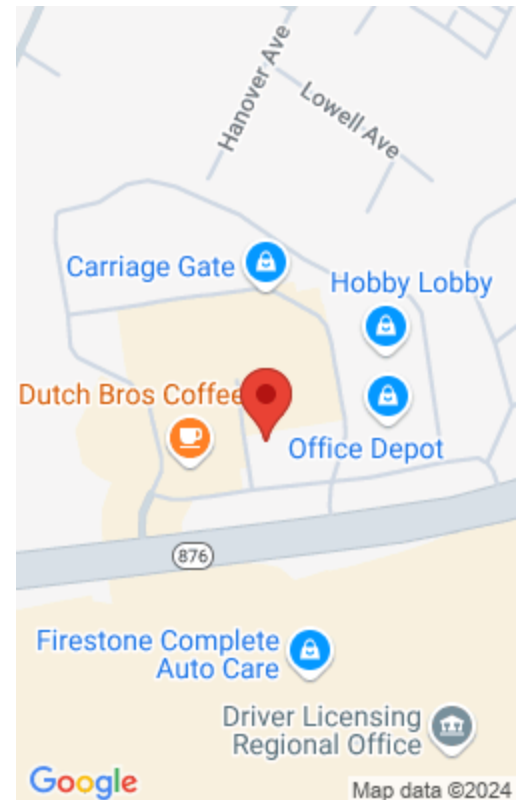 Hanover Ave
Lowell Ave
Carriage Gate
Hobby Lobby
Dutch Bros Coffee
Office Depot
876
Firestone Complete
Auto Care
Driver Licensing
Regional Office
Google
Map data ©2024